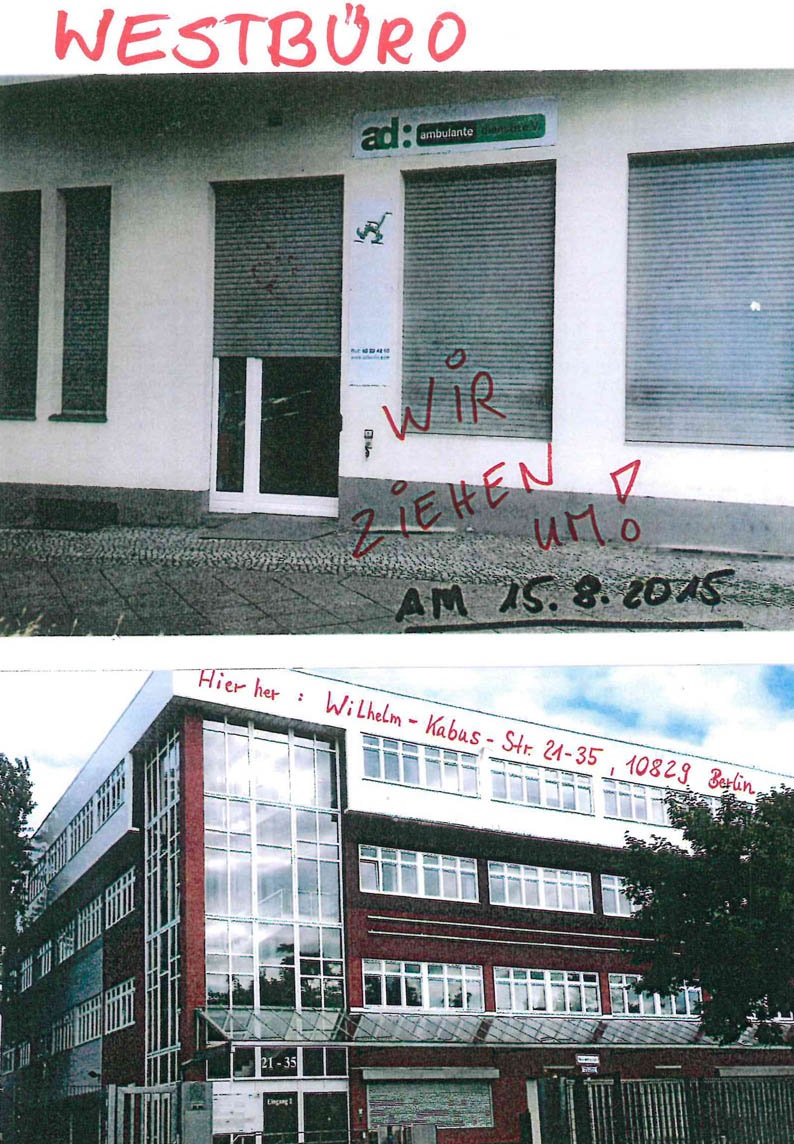 WESTBÜRO
ad: ambulante dienste e.V.
WiR
ZiEHEN
UM!
AM 15.8.2015
Hier her : Wilhelm-Kabus-Str. 21-35, 10829 Berlin
21 - 35
Eingang